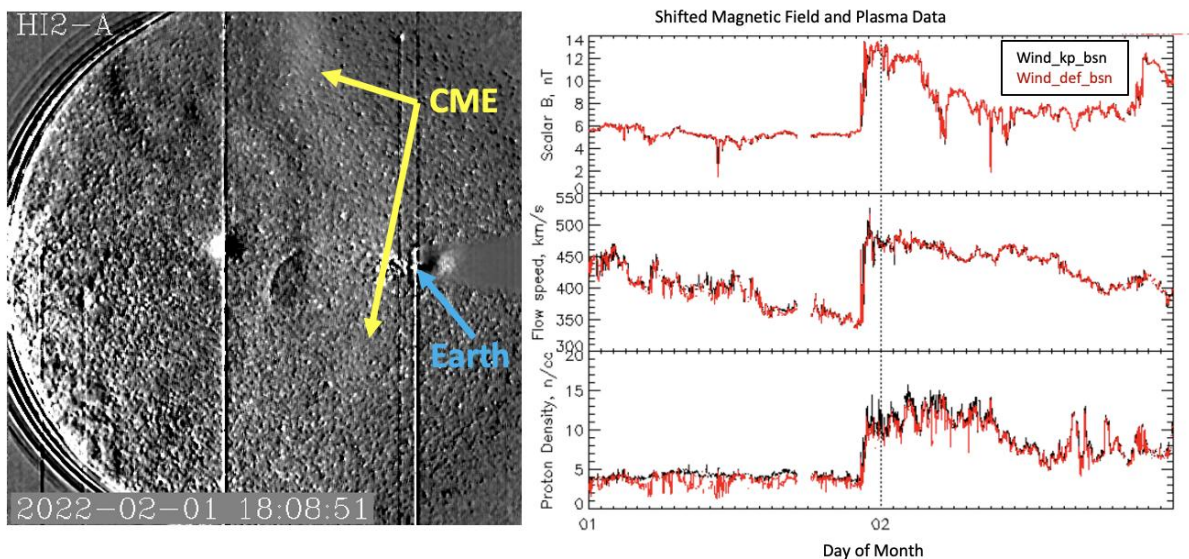 HI2-A
CME
Earth
2022-02-01 18:08:51
Shifted Magnetic Field and Plasma Data
Wind_kp_bsn
Wind_def_bsn
Scalar B, nT
14
12
10
8
6
4
2
0
Flow speed, km/s
550
500
450
400
350
300
Proton Density, n/cc
20
15
10
5
0
01
02
Day of Month